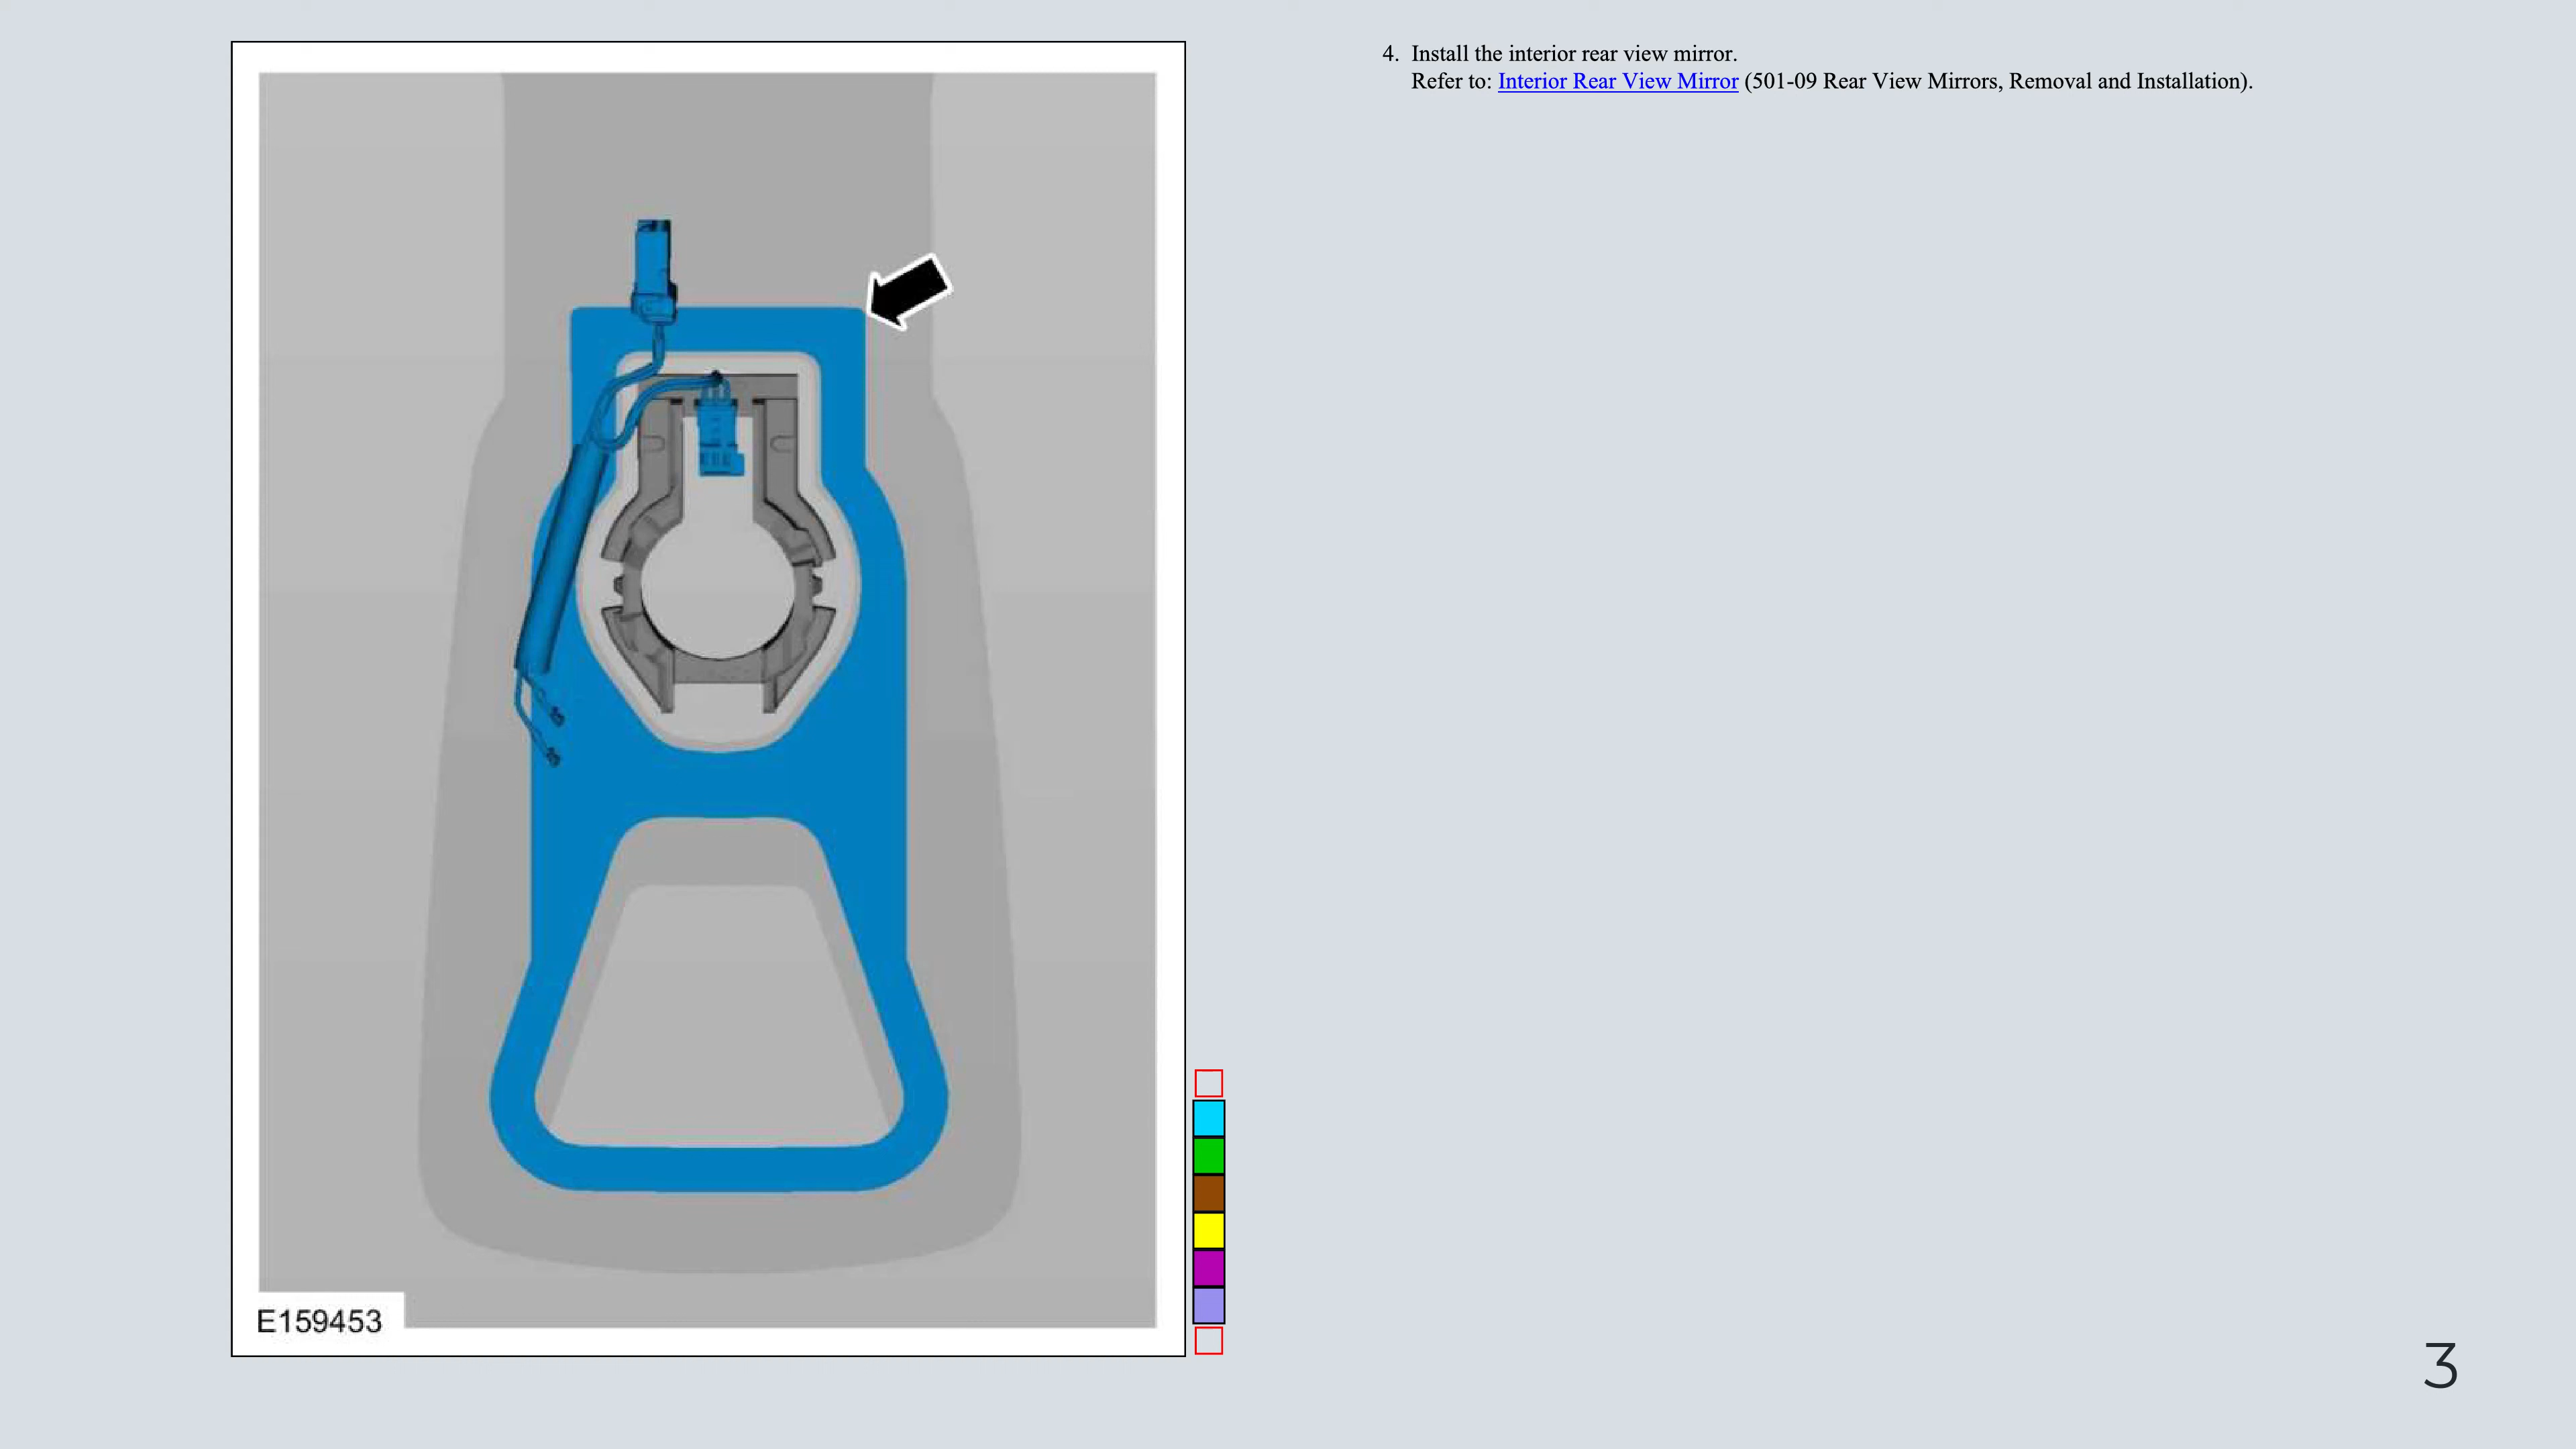 4. Install the interior rear view mirror.
Refer to: Interior Rear View Mirror (501-09 Rear View Mirrors, Removal and Installation).
E159453
3